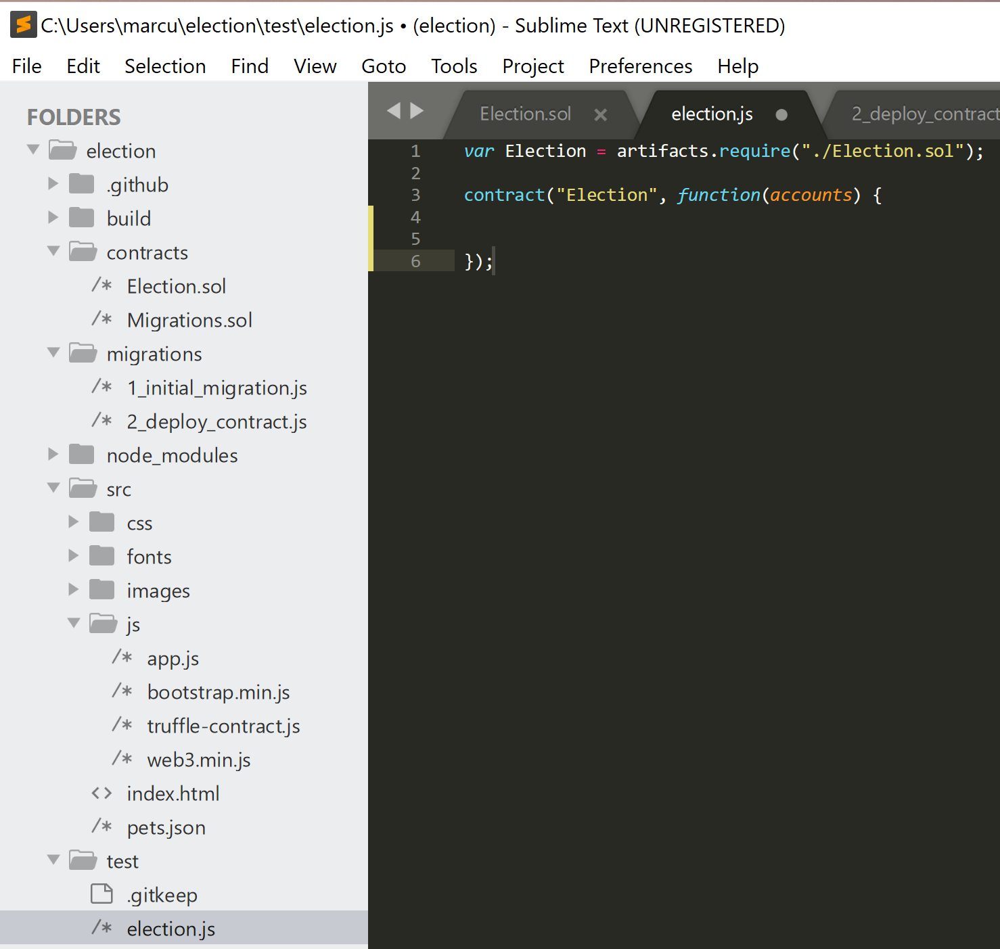 C:\Users\marcu\election\test\election.js • (election) - Sublime Text (UNREGISTERED)
File Edit Selection Find View Goto Tools Project Preferences Help
FOLDERS
election
.github
build
contracts
/* Election.sol
/* Migrations.sol
migrations
/* 1_initial_migration.js
/* 2_deploy_contract.js
node_modules
src
css
fonts
images
js
/* app.js
/* bootstrap.min.js
/* truffle-contract.js
/* web3.min.js
<> index.html
/* pets.json
test
.gitkeep
/* election.js
Election.sol × election.js 2_deploy_contract
1 var Election = artifacts.require("./Election.sol");
2
3 contract("Election", function(accounts) {
4
5
6 });